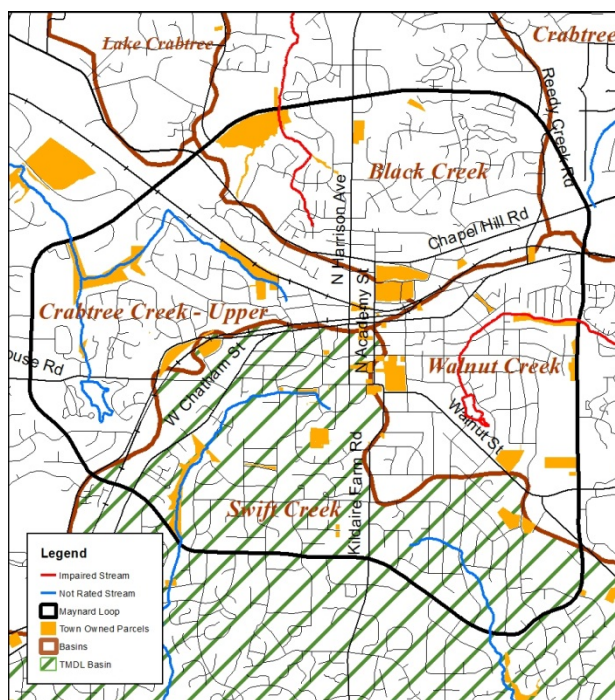 Lake Crabtree
Crabtree
Reedy Creek Rd
Black Creek
N Harrison Ave
Chapel Hill Rd
Crabtree Creek - Upper
N Academy St
ouse Rd
W Chatham St
Walnut Creek
Walnut St
Swift Creek
Kildaire Farm Rd
Legend
Impaired Stream
Not Rated Stream
Maynard Loop
Town Owned Parcels
Basins
TMDL Basin